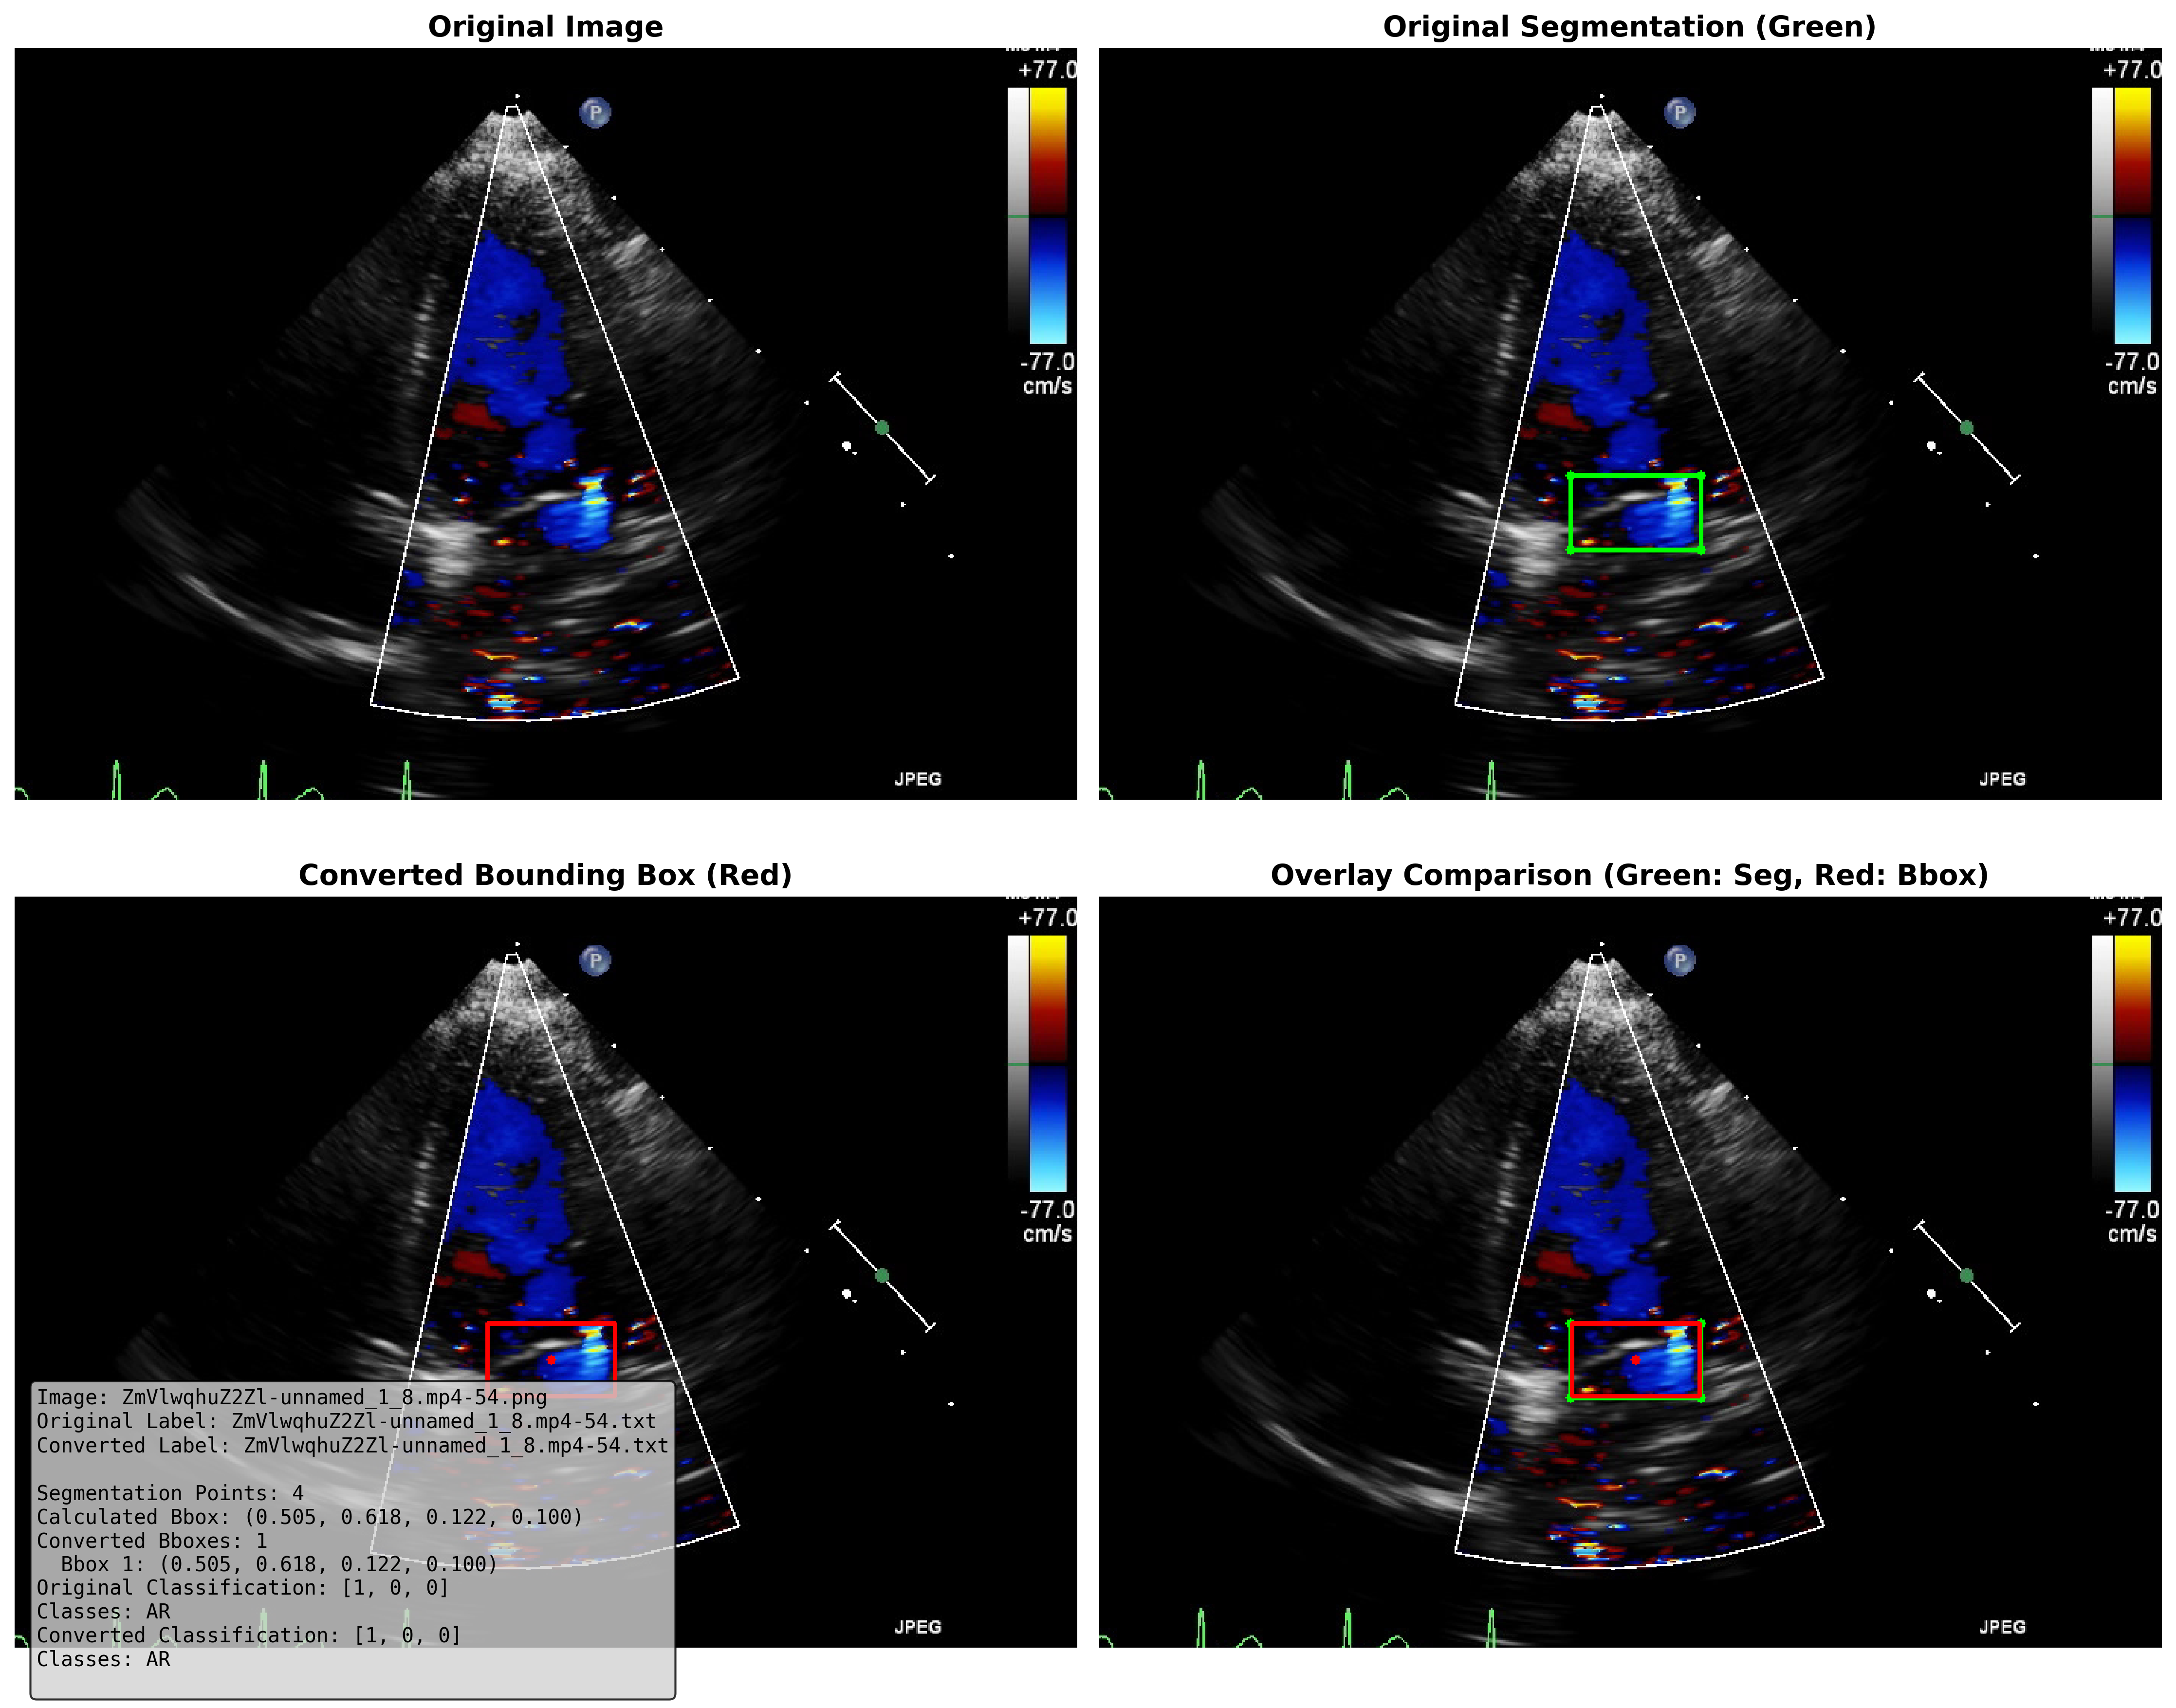 Original Image
+77.0
P
-77.0
cm/s
JPEG
Original Segmentation (Green)
+77.0
P
-77.0
cm/s
JPEG
Converted Bounding Box (Red)
+77.0
P
-77.0
cm/s
JPEG
Image: ZmVlwqhuZ2Zl-unnamed_1_8.mp4-54.png
Original Label: ZmVlwqhuZ2Zl-unnamed_1_8.mp4-54.txt
Converted Label: ZmVlwqhuZ2Zl-unnamed_1_8.mp4-54.txt
Segmentation Points: 4
Calculated Bbox: (0.505, 0.618, 0.122, 0.100)
Converted Bboxes: 1
Bbox 1: (0.505, 0.618, 0.122, 0.100)
Original Classification: [1, 0, 0]
Classes: AR
Converted Classification: [1, 0, 0]
Classes: AR
Overlay Comparison (Green: Seg, Red: Bbox)
+77.0
P
-77.0
cm/s
JPEG